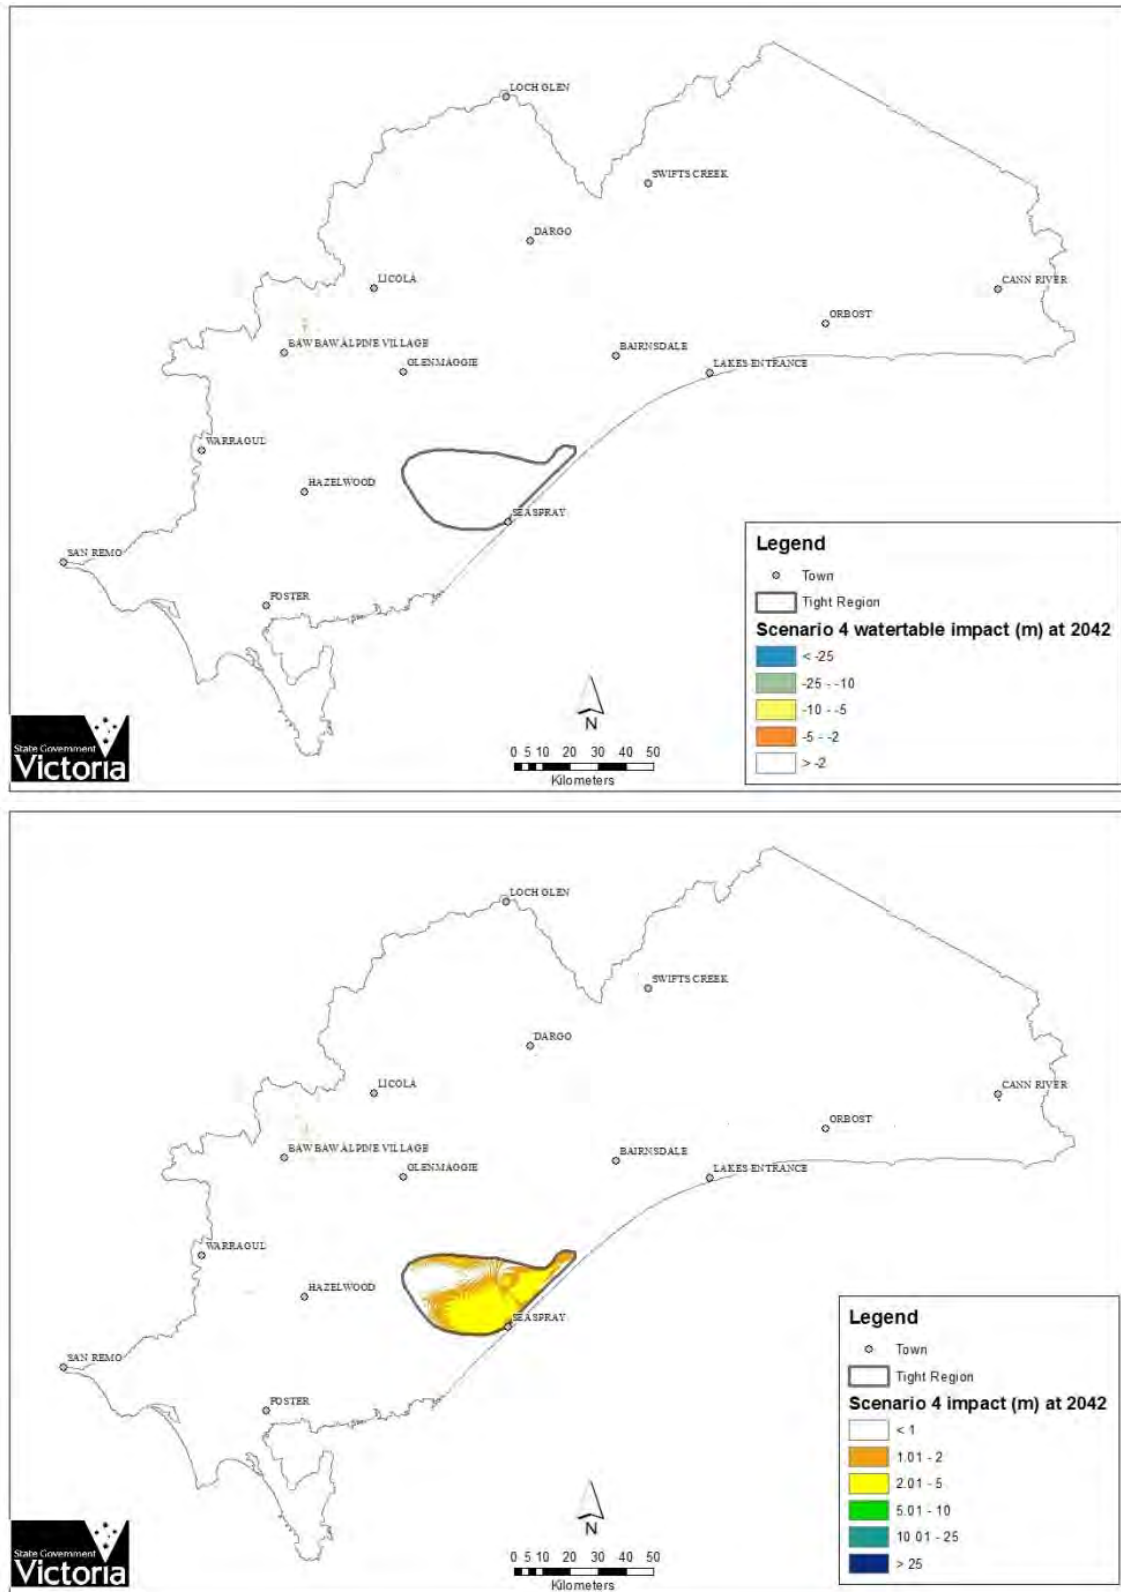 LOCH GLEN
SWIFTS CREEK
DARGO
LICOLA
CANN RIVER
ORBOST
BAW BAW ALPINE VILLAGE
BAIRNSDALE
GLENMAGGIE
LAKES ENTRANCE
WARRAGUL
HAZELWOOD
SEASPRAY
SAN REMO
FOSTER
Legend
Town
Tight Region
Scenario 4 watertable impact (m) at 2042
< -25
-25 - -10
-10 - -5
-5 - -2
> -2
N
0 5 10 20 30 40 50
Kilometers
State Government
Victoria
LOCH GLEN
SWIFTS CREEK
DARGO
LICOLA
CANN RIVER
ORBOST
BAW BAW ALPINE VILLAGE
BAIRNSDALE
GLENMAGGIE
LAKES ENTRANCE
WARRAGUL
HAZELWOOD
SEASPRAY
SAN REMO
FOSTER
Legend
Town
Tight Region
Scenario 4 impact (m) at 2042
< 1
1.01 - 2
2.01 - 5
5.01 - 10
10.01 - 25
> 25
N
0 5 10 20 30 40 50
Kilometers
State Government
Victoria